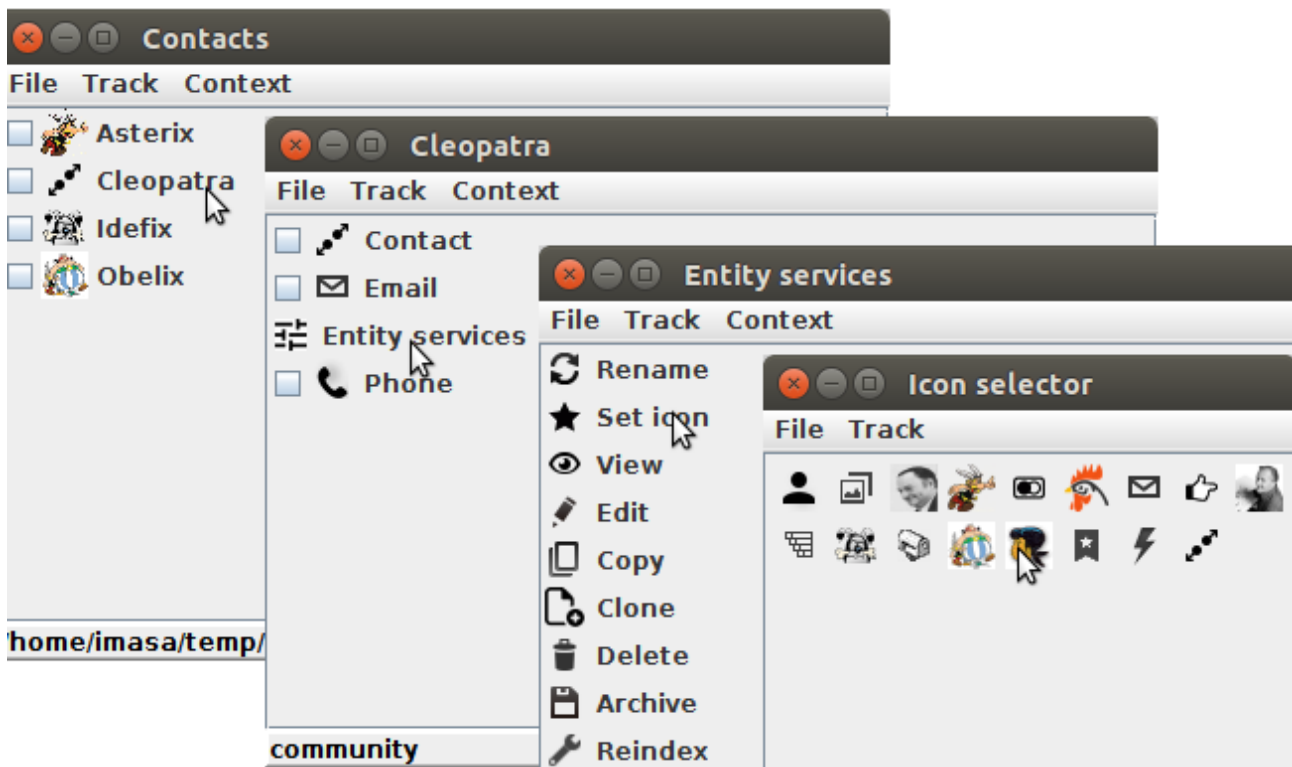 Contacts
File Track Context
Asterix
Cleopatra
Idefix
Obelix
/home/imasa/temp/
Cleopatra
File Track Context
Contact
Email
Entity services
Phone
community
Entity services
File Track Context
Rename
Set icon
View
Edit
Copy
Clone
Delete
Archive
Reindex
Icon selector
File Track